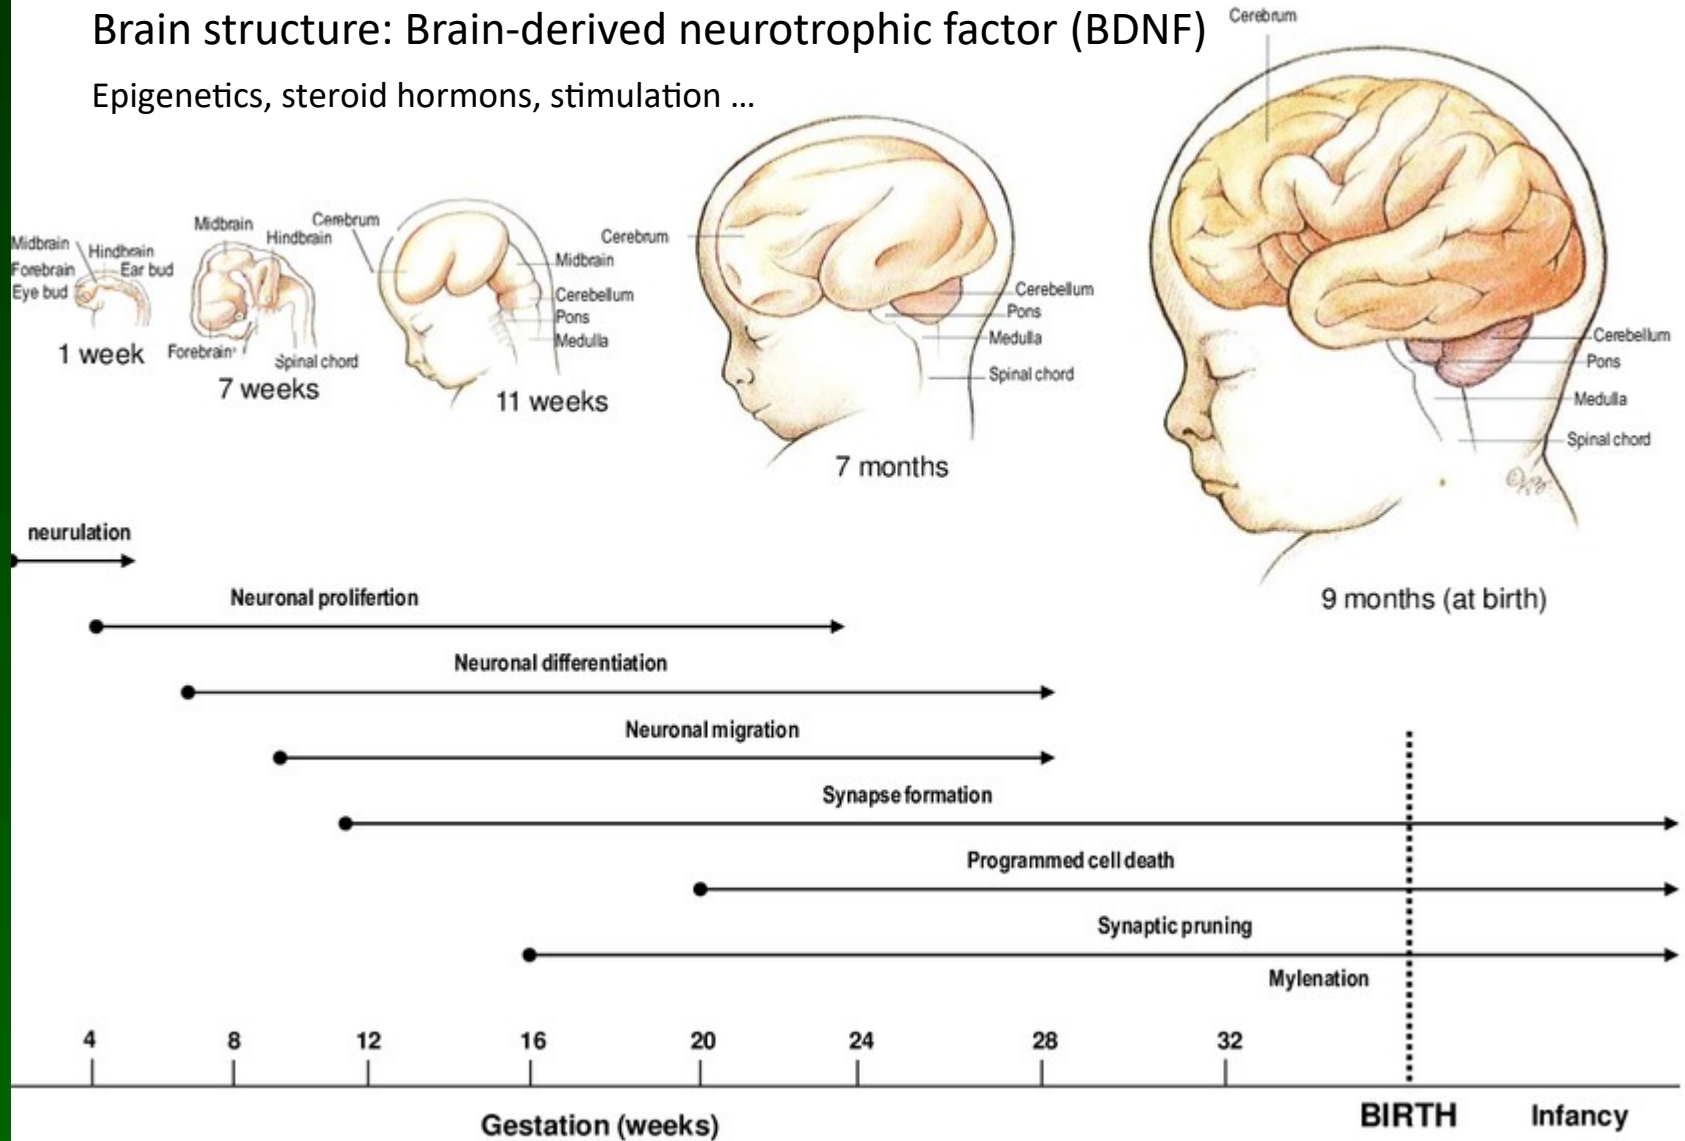 Brain structure: Brain-derived neurotrophic factor (BDNF)
Epigenetics, steroid hormons, stimulation ...
Midbrain
Hindbrain
Forebrain
Ear bud
Eye bud
1 week
Midbrain
Hindbrain
Forebrain
Spinal chord
7 weeks
Cerebrum
Midbrain
Cerebellum
Pons
Medulla
11 weeks
Cerebrum
Cerebellum
Pons
Medulla
Spinal chord
7 months
Cerebrum
Cerebellum
Pons
Medulla
Spinal chord
9 months (at birth)
neurulation
Neuronal prolifertion
Neuronal differentiation
Neuronal migration
Synapse formation
Programmed cell death
Synaptic pruning
Mylenation
4 8 12 16 20 24 28 32
Gestation (weeks) BIRTH Infancy